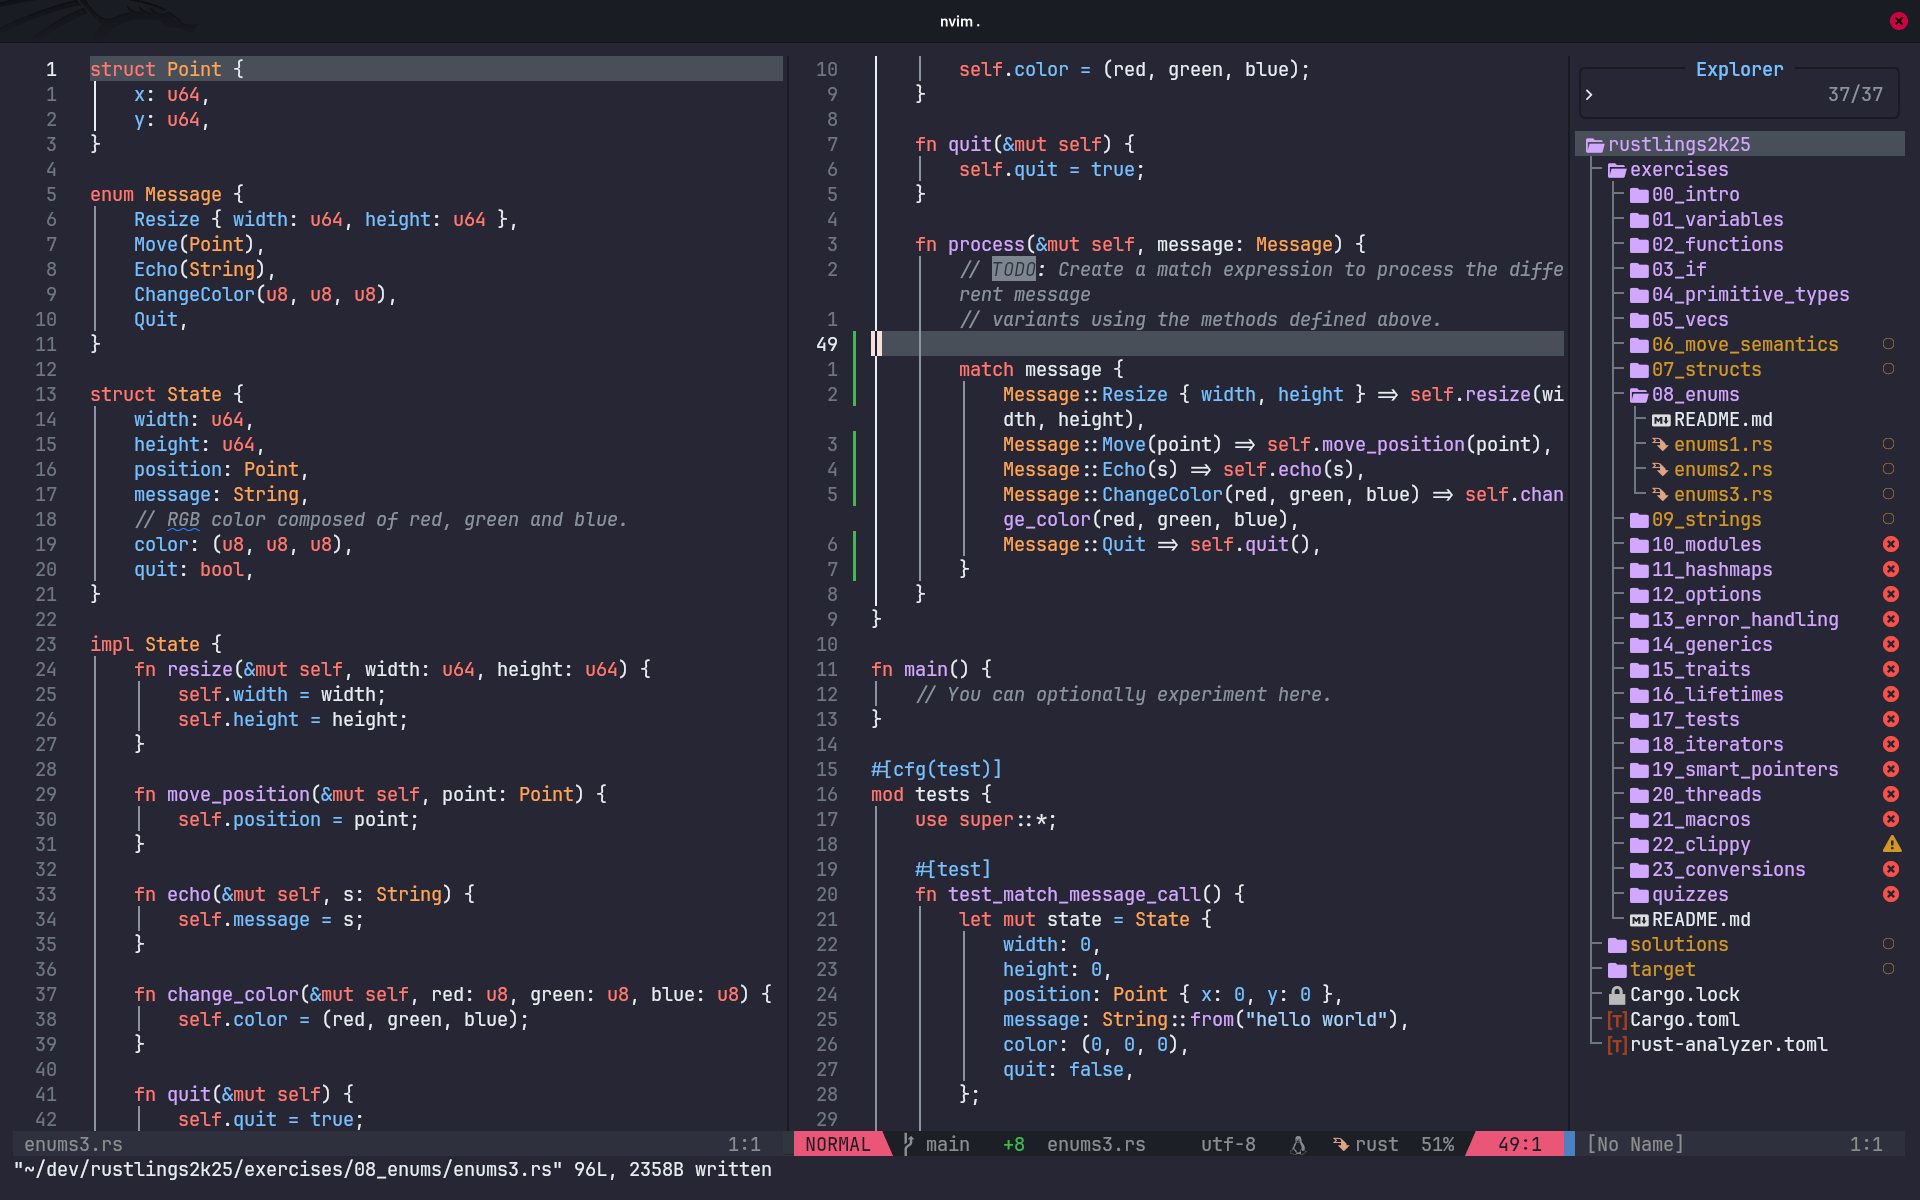 nvim .
1 struct Point {
1     x: u64,
2     y: u64,
3 }
4
5 enum Message {
6     Resize { width: u64, height: u64 },
7     Move(Point),
8     Echo(String),
9     ChangeColor(u8, u8, u8),
10     Quit,
11 }
12
13 struct State {
14     width: u64,
15     height: u64,
16     position: Point,
17     message: String,
18     // RGB color composed of red, green and blue.
19     color: (u8, u8, u8),
20     quit: bool,
21 }
22
23 impl State {
24     fn resize(&mut self, width: u64, height: u64) {
25         self.width = width;
26         self.height = height;
27     }
28
29     fn move_position(&mut self, point: Point) {
30         self.position = point;
31     }
32
33     fn echo(&mut self, s: String) {
34         self.message = s;
35     }
36
37     fn change_color(&mut self, red: u8, green: u8, blue: u8) {
38         self.color = (red, green, blue);
39     }
40
41     fn quit(&mut self) {
42         self.quit = true;
enums3.rs 1:1
10         self.color = (red, green, blue);
9     }
8
7     fn quit(&mut self) {
6         self.quit = true;
5     }
4
3     fn process(&mut self, message: Message) {
2         // TODO: Create a match expression to process the diffe
rent message
1         // variants using the methods defined above.
49
1         match message {
2             Message::Resize { width, height } => self.resize(wi
dth, height),
3             Message::Move(point) => self.move_position(point),
4             Message::Echo(s) => self.echo(s),
5             Message::ChangeColor(red, green, blue) => self.chan
ge_color(red, green, blue),
6             Message::Quit => self.quit(),
7         }
8     }
9 }
10
11 fn main() {
12     // You can optionally experiment here.
13 }
14
15 #[cfg(test)]
16 mod tests {
17     use super::*;
18
19     #[test]
20     fn test_match_message_call() {
21         let mut state = State {
22             width: 0,
23             height: 0,
24             position: Point { x: 0, y: 0 },
25             message: String::from("hello world"),
26             color: (0, 0, 0),
27             quit: false,
28         };
29
NORMAL main +8 enums3.rs utf-8 rust 51% 49:1
Explorer
> 37/37
rustlings2k25
exercises
00_intro
01_variables
02_functions
03_if
04_primitive_types
05_vecs
06_move_semantics
07_structs
08_enums
README.md
enums1.rs
enums2.rs
enums3.rs
09_strings
10_modules
11_hashmaps
12_options
13_error_handling
14_generics
15_traits
16_lifetimes
17_tests
18_iterators
19_smart_pointers
20_threads
21_macros
22_clippy
23_conversions
quizzes
README.md
solutions
target
Cargo.lock
[T] Cargo.toml
[T] rust-analyzer.toml
[No Name] 1:1
"~/dev/rustlings2k25/exercises/08_enums/enums3.rs" 96L, 2358B written